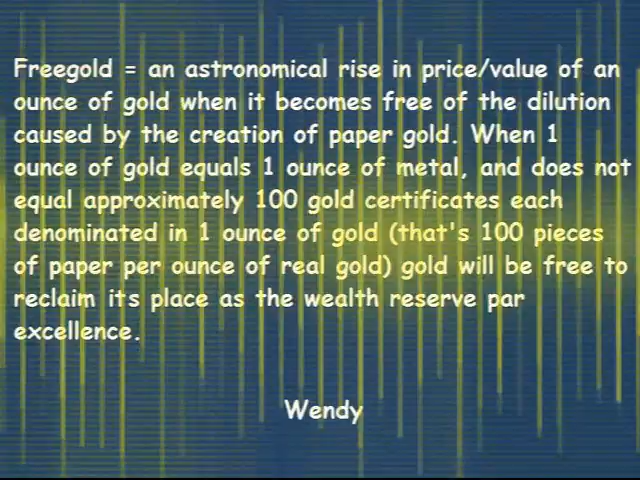 Freegold = an astronomical rise in price/value of an
ounce of gold when it becomes free of the dilution
caused by the creation of paper gold. When 1
ounce of gold equals 1 ounce of metal, and does not
equal approximately 100 gold certificates each
denominated in 1 ounce of gold (that's 100 pieces
of paper per ounce of real gold) gold will be free to
reclaim its place as the wealth reserve par
excellence.
Wendy